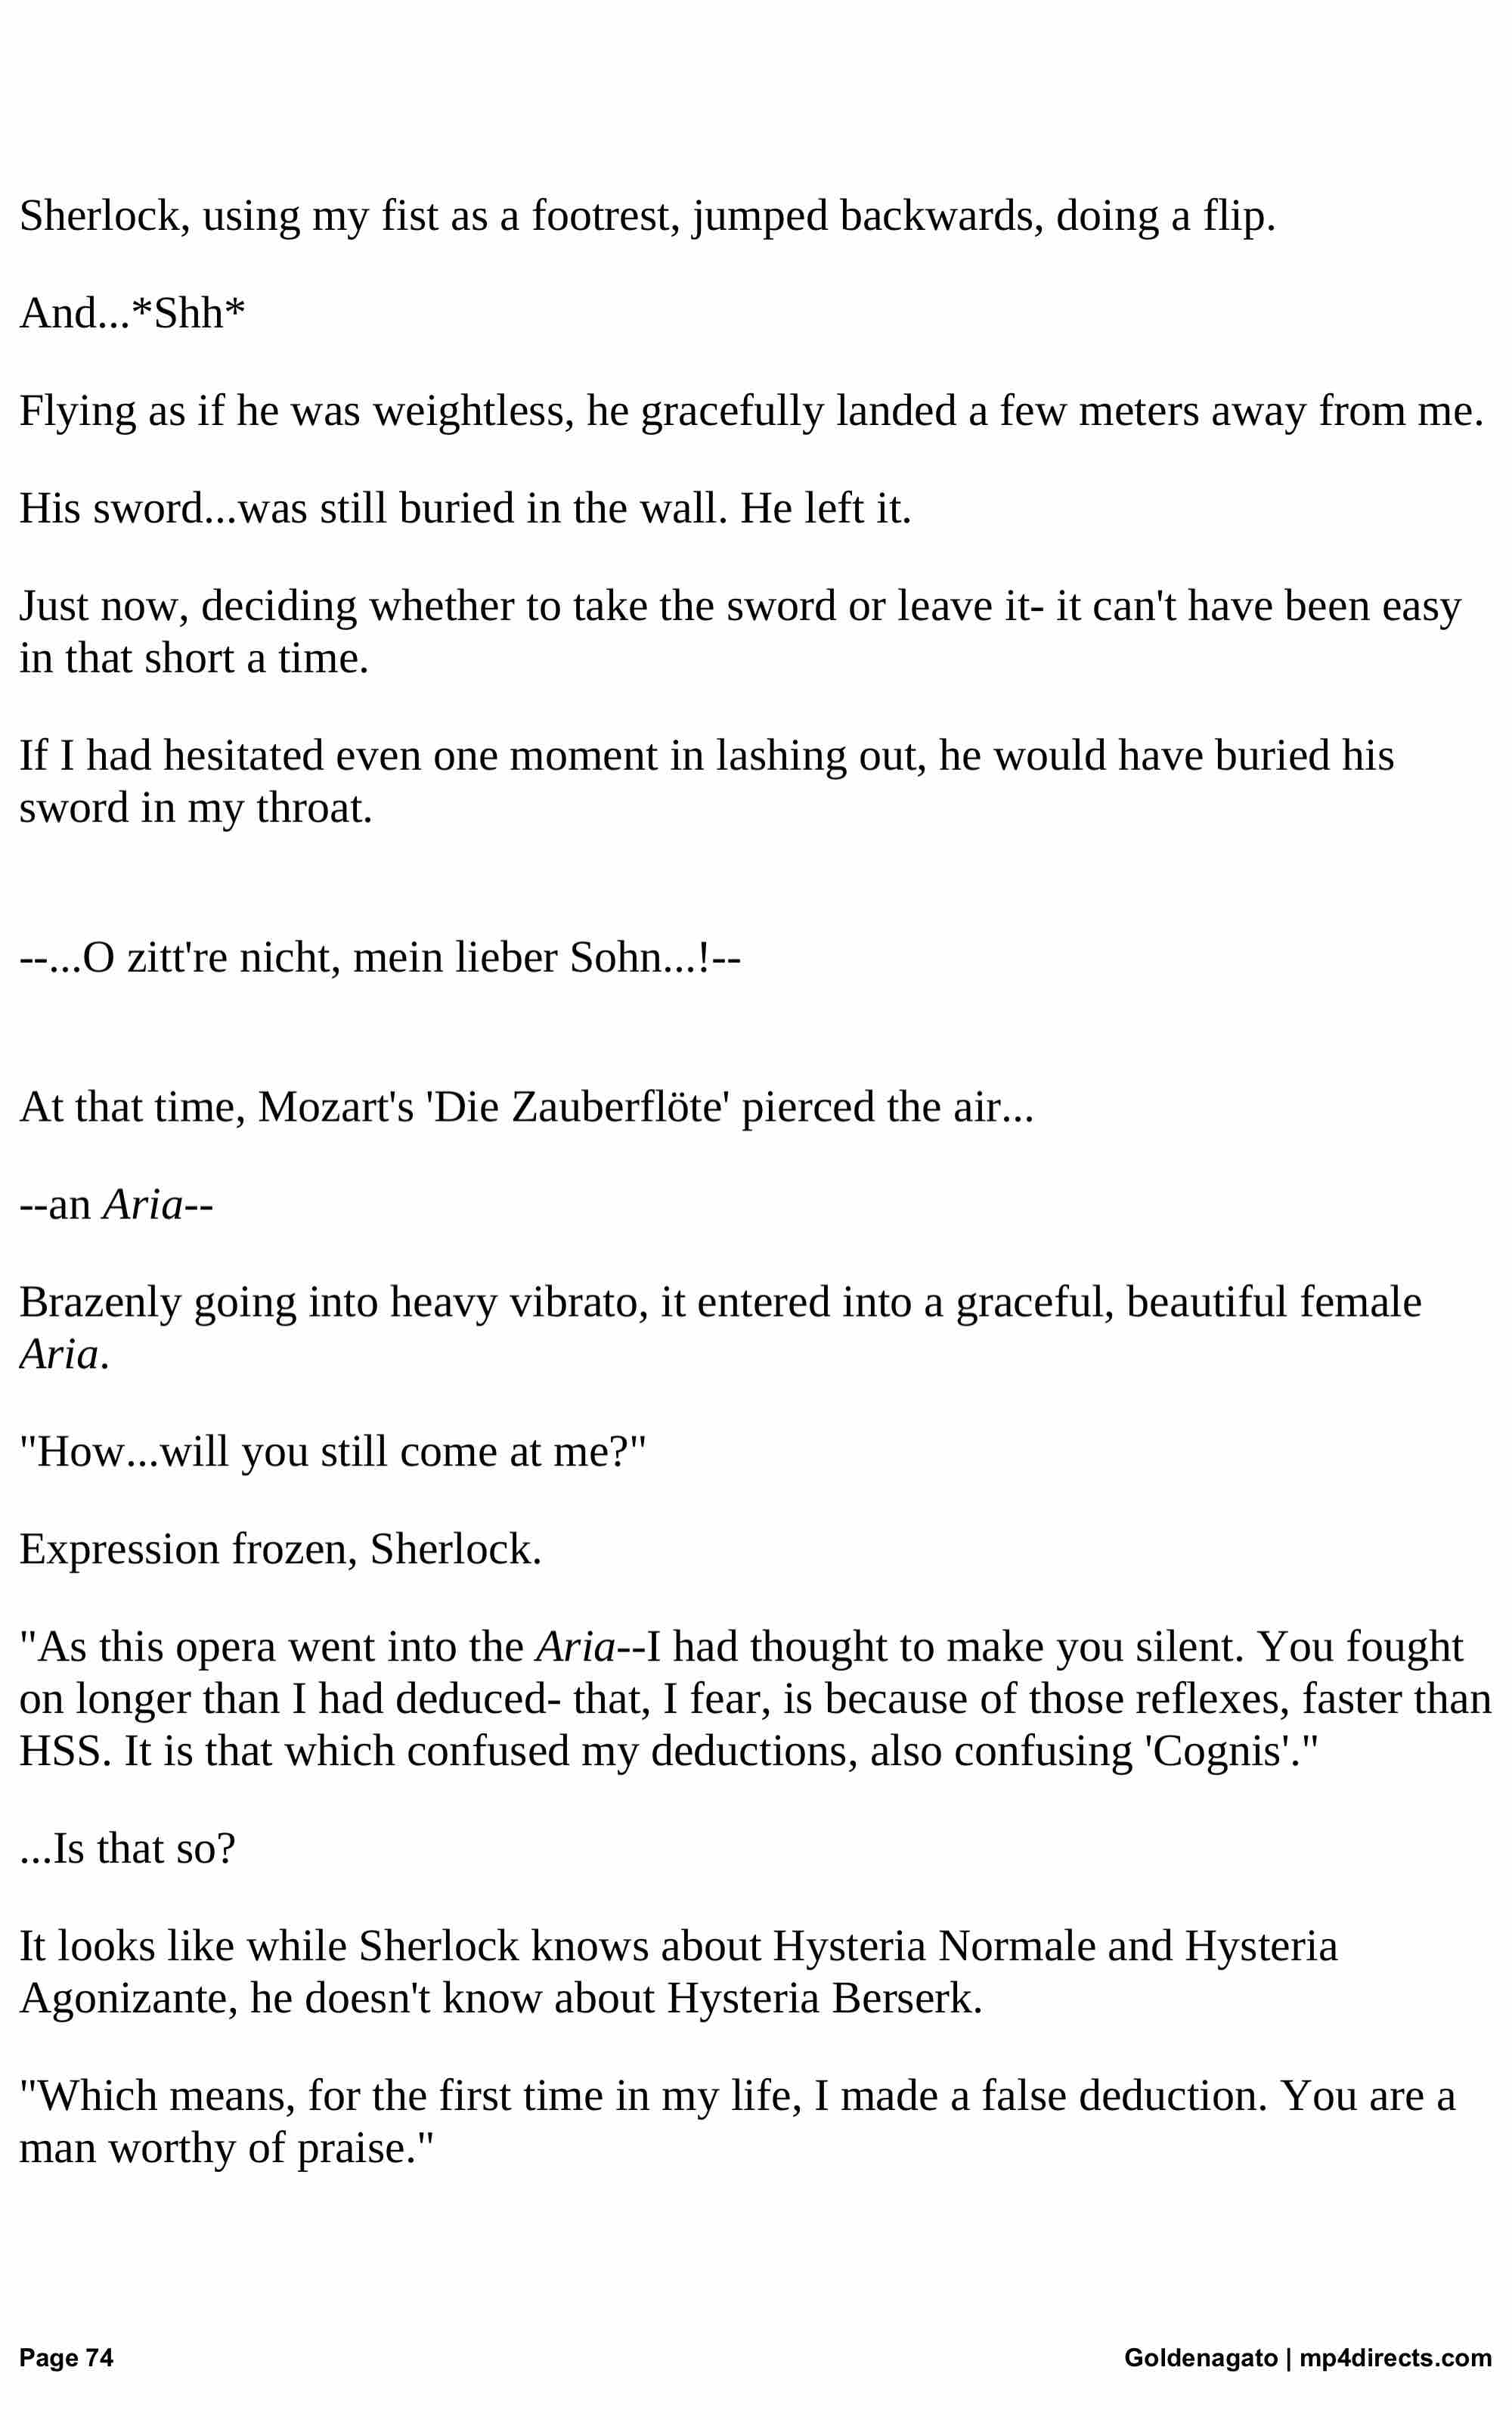 Sherlock, using my fist as a footrest, jumped backwards, doing a flip.
And...*Shh*
Flying as if he was weightless, he gracefully landed a few meters away from me.
His sword...was still buried in the wall. He left it.
Just now, deciding whether to take the sword or leave it- it can't have been easy
in that short a time.
If I had hesitated even one moment in lashing out, he would have buried his
sword in my throat.
--...O zitt're nicht, mein lieber Sohn...!--
At that time, Mozart's 'Die Zauberflöte' pierced the air...
--an Aria--
Brazenly going into heavy vibrato, it entered into a graceful, beautiful female
Aria.
"How...will you still come at me?"
Expression frozen, Sherlock.
"As this opera went into the Aria--I had thought to make you silent. You fought
on longer than I had deduced- that, I fear, is because of those reflexes, faster than
HSS. It is that which confused my deductions, also confusing 'Cognis'."
...Is that so?
It looks like while Sherlock knows about Hysteria Normale and Hysteria
Agonizante, he doesn't know about Hysteria Berserk.
"Which means, for the first time in my life, I made a false deduction. You are a
man worthy of praise."
Page 74
Goldenagato | mp4directs.com